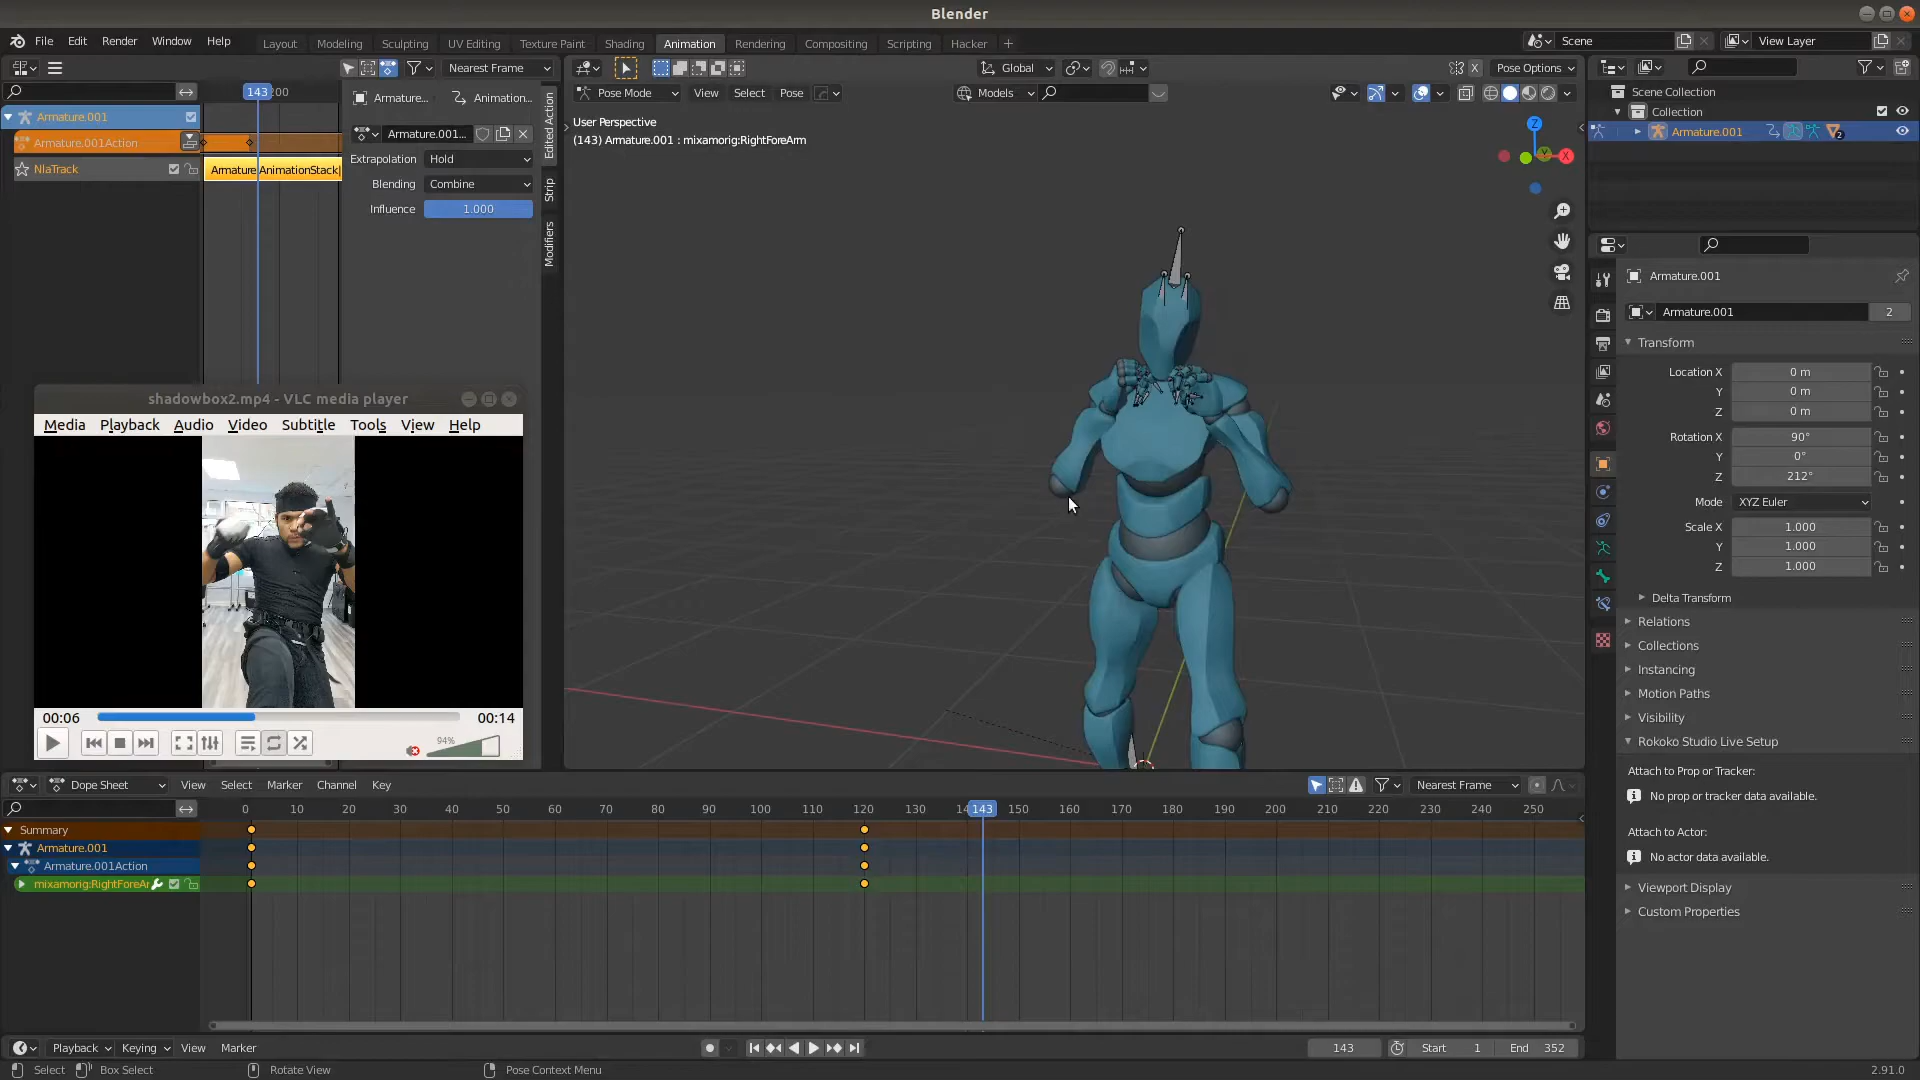 Blender
File Edit Render Window Help
Layout Modeling Sculpting UV Editing Texture Paint Shading Animation Rendering Compositing Scripting Hacker +
Scene
View Layer
Nearest Frame
Global
X
Pose Options
143
200
Armature.001
Armature.001Action
NlaTrack
Armature|AnimationStack|
Armature...
Animation...
Armature.001...
Extrapolation Hold
Blending Combine
Influence 1.000
Edited Action
Strip
Modifiers
Pose Mode View Select Pose
Models
User Perspective
(143) Armature.001 : mixamorig:RightForeArm
Z
Y
X
Scene Collection
Collection
Armature.001
2
Armature.001
Armature.001 2
Transform
Location X 0 m
Y 0 m
Z 0 m
Rotation X 90°
Y 0°
Z 212°
Mode XYZ Euler
Scale X 1.000
Y 1.000
Z 1.000
Delta Transform
Relations
Collections
Instancing
Motion Paths
Visibility
Rokoko Studio Live Setup
Attach to Prop or Tracker:
No prop or tracker data available.
Attach to Actor:
No actor data available.
Viewport Display
Custom Properties
shadowbox2.mp4 - VLC media player
Media Playback Audio Video Subtitle Tools View Help
00:06
00:14
94%
Dope Sheet View Select Marker Channel Key
Nearest Frame
0 10 20 30 40 50 60 70 80 90 100 110 120 130 14 143 150 160 170 180 190 200 210 220 230 240 250
Summary
Armature.001
Armature.001Action
mixamorig:RightForeAr
Playback Keying View Marker
143 Start 1 End 352
Select Box Select Rotate View Pose Context Menu 2.91.0